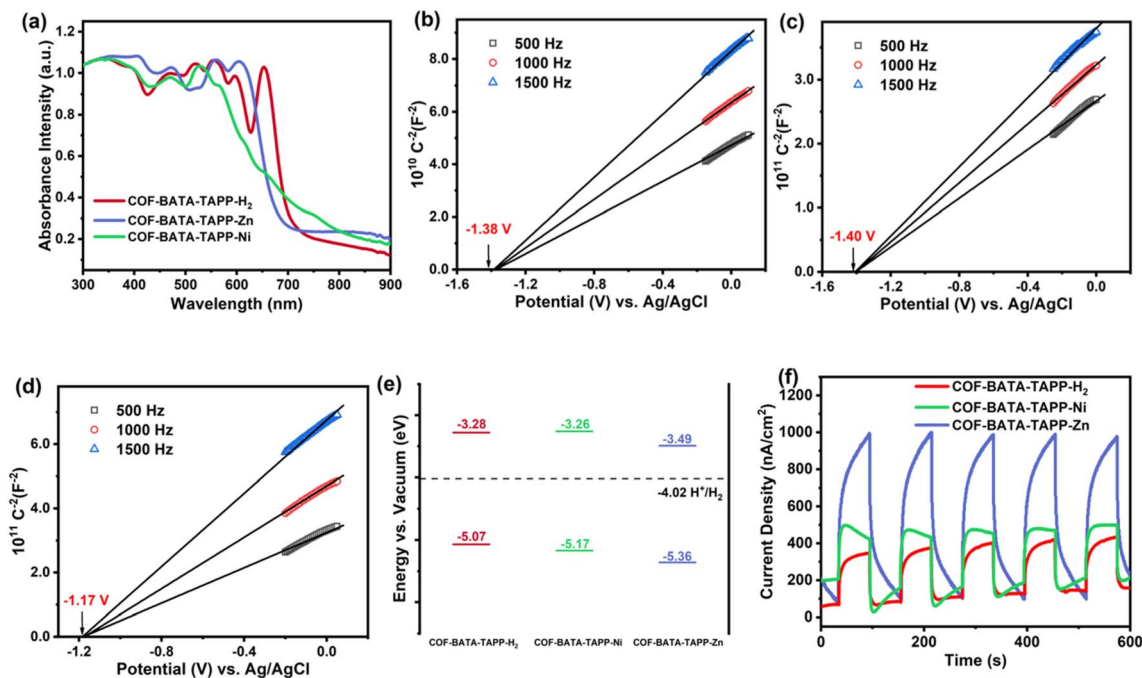 (a)
Absorbance Intensity (a.u.)
1.2
1.0
0.8
0.6
0.4
0.2
COF-BATA-TAPP-H₂
COF-BATA-TAPP-Zn
COF-BATA-TAPP-Ni
300 400 500 600 700 800 900
Wavelength (nm)
(b)
10¹⁰ C⁻²(F⁻²)
8.0
6.0
4.0
2.0
0.0
500 Hz
1000 Hz
1500 Hz
-1.38 V
-1.6 -1.2 -0.8 -0.4 0.0
Potential (V) vs. Ag/AgCl
(c)
10¹¹ C⁻²(F⁻²)
3.0
2.0
1.0
0.0
500 Hz
1000 Hz
1500 Hz
-1.40 V
-1.6 -1.2 -0.8 -0.4 0.0
Potential (V) vs. Ag/AgCl
(d)
10¹¹ C⁻²(F⁻²)
6.0
4.0
2.0
0.0
500 Hz
1000 Hz
1500 Hz
-1.17 V
-1.2 -1.0 -0.8 -0.6 -0.4 -0.2 0.0
Potential (V) vs. Ag/AgCl
(e)
Energy vs. Vacuum (eV)
-3.28 -3.26 -3.49
-4.02 H⁺/H₂
-5.07 -5.17 -5.36
COF-BATA-TAPP-H₂ COF-BATA-TAPP-Ni COF-BATA-TAPP-Zn
(f)
Current Density (nA/cm²)
1200
1000
800
600
400
200
0
COF-BATA-TAPP-H₂
COF-BATA-TAPP-Ni
COF-BATA-TAPP-Zn
0 200 400 600
Time (s)